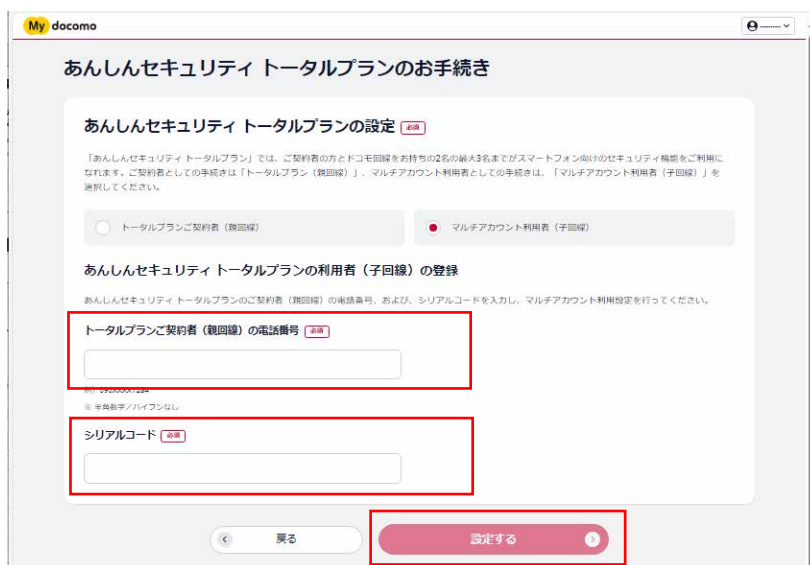 My docomo
あんしんセキュリティ トータルプランのお手続き
あんしんセキュリティ トータルプランの設定 必須
「あんしんセキュリティ トータルプラン」では、ご契約者の方とドコモ回線をお持ちの2名の最大3名までがスマートフォン向けのセキュリティ機能をご利用に
なれます。ご契約者としての手続きは「トータルプラン（親回線）」、マルチアカウント利用者としての手続きは、「マルチアカウント利用者（子回線）」を
選択してください。
トータルプランご契約者（親回線） マルチアカウント利用者（子回線）
あんしんセキュリティ トータルプランの利用者（子回線）の登録
あんしんセキュリティ トータルプランのご契約者（親回線）の電話番号、および、シリアルコードを入力し、マルチアカウント利用設定を行ってください。
トータルプランご契約者（親回線）の電話番号 必須
※ 半角数字／ハイフンなし
シリアルコード 必須
戻る 設定する